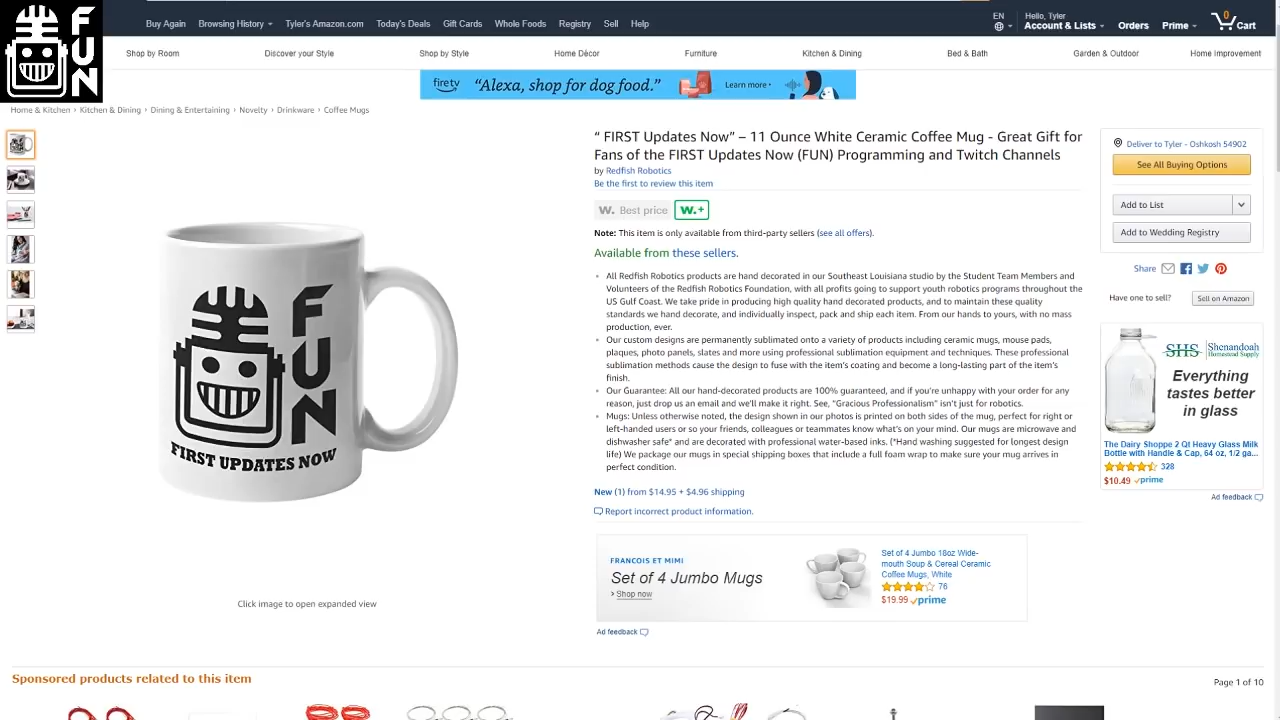 FUN
Buy Again Browsing History Tyler's Amazon.com Today's Deals Gift Cards Whole Foods Registry Sell Help
EN
Hello, Tyler
Account & Lists Orders Prime 0 Cart
Shop by Room Discover your Style Shop by Style Home Décor Furniture Kitchen & Dining Bed & Bath Garden & Outdoor Home Improvement
fire tv "Alexa, shop for dog food." Learn more ›
Home & Kitchen › Kitchen & Dining › Dining & Entertaining › Novelty › Drinkware › Coffee Mugs
FUN
FIRST UPDATES NOW
Click image to open expanded view
“ FIRST Updates Now” – 11 Ounce White Ceramic Coffee Mug - Great Gift for
Fans of the FIRST Updates Now (FUN) Programming and Twitch Channels
by Redfish Robotics
Be the first to review this item
W. Best price W.+
Note: This item is only available from third-party sellers (see all offers).
Available from these sellers.
All Redfish Robotics products are hand decorated in our Southeast Louisiana studio by the Student Team Members and
Volunteers of the Redfish Robotics Foundation, with all profits going to support youth robotics programs throughout the
US Gulf Coast. We take pride in producing high quality hand decorated products, and to maintain these quality
standards we hand decorate, and individually inspect, pack and ship each item. From our hands to yours, with no mass
production, ever.
Our custom designs are permanently sublimated onto a variety of products including ceramic mugs, mouse pads,
plaques, photo panels, slates and more using professional sublimation equipment and techniques. These professional
sublimation methods cause the design to fuse with the item's coating and become a long-lasting part of the item's
finish.
Our Guarantee: All our hand-decorated products are 100% guaranteed, and if you're unhappy with your order for any
reason, just drop us an email and we'll make it right. See, "Gracious Professionalism" isn't just for robotics.
Mugs: Unless otherwise noted, the design shown in our photos is printed on both sides of the mug, perfect for right or
left-handed users or so your friends, colleagues or teammates know what's on your mind. Our mugs are microwave and
dishwasher safe* and are decorated with professional water-based inks. (*Hand washing suggested for longest design
life) We package our mugs in special shipping boxes that include a full foam wrap to make sure your mug arrives in
perfect condition.
New (1) from $14.95 + $4.96 shipping
Report incorrect product information.
FRANCOIS ET MIMI
Set of 4 Jumbo Mugs
› Shop now
Set of 4 Jumbo 18oz Wide-
mouth Soup & Cereal Ceramic
Coffee Mugs, White
76
$19.99 prime
Ad feedback
Deliver to Tyler - Oshkosh 54902
See All Buying Options
Add to List
Add to Wedding Registry
Share
Have one to sell? Sell on Amazon
SHS Shenandoah
Homestead Supply
Everything
tastes better
in glass
The Dairy Shoppe 2 Qt Heavy Glass Milk
Bottle with Handle & Cap, 64 oz, 1/2 ga...
328
$10.49 prime
Ad feedback
Sponsored products related to this item
Page 1 of 10